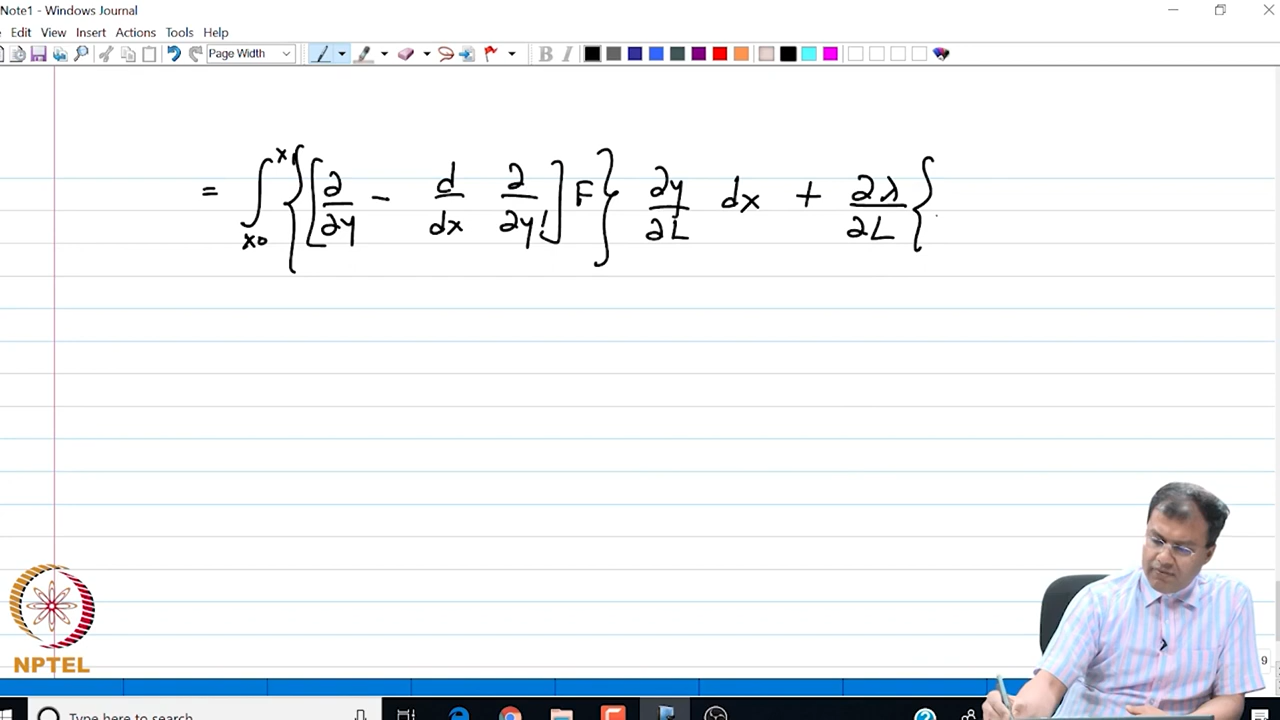 Note1 - Windows Journal
Edit View Insert Actions Tools Help
Page Width
B I
= ∫_{x0}^{x1} { [ ∂/∂y - d/dx ∂/∂y' ] F } ∂y/∂L dx + ∂λ/∂L {
NPTEL
9
Type here to search